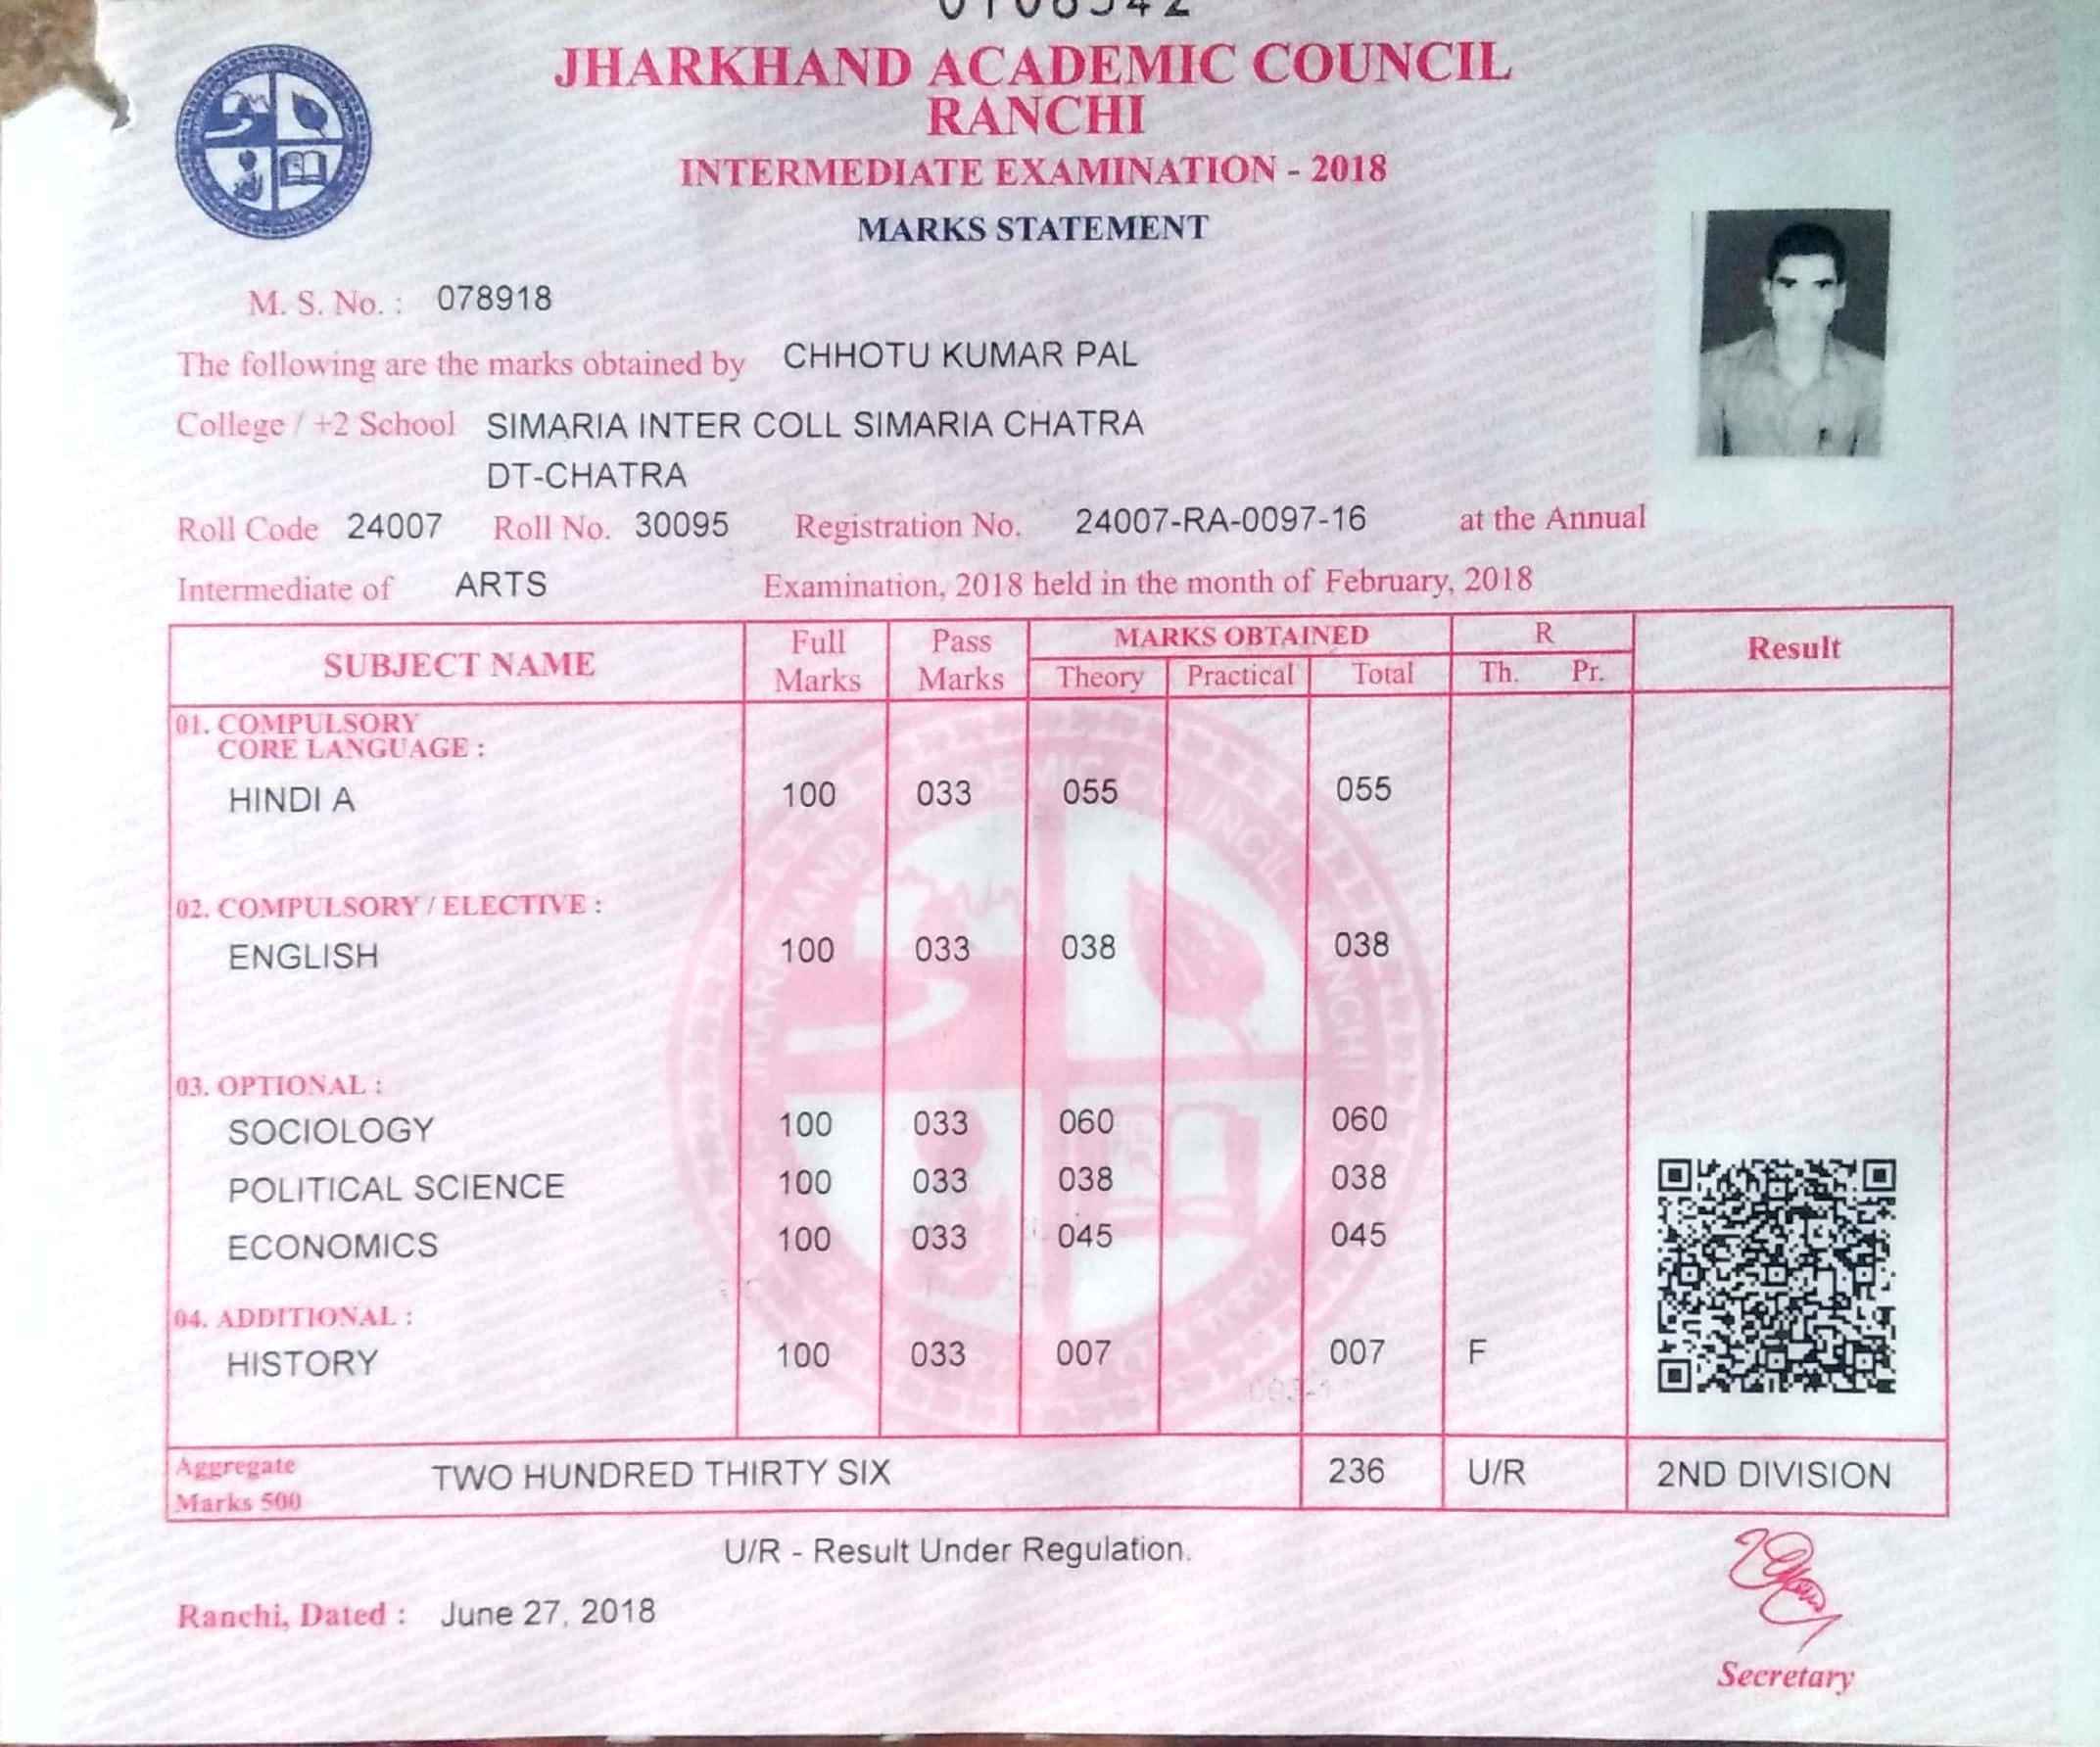 JHARKHAND ACADEMIC COUNCIL
RANCHI
INTERMEDIATE EXAMINATION - 2018
MARKS STATEMENT
M. S. No. : 078918
The following are the marks obtained by CHHOTU KUMAR PAL
College / +2 School SIMARIA INTER COLL SIMARIA CHATRA
DT-CHATRA
Roll Code 24007 Roll No. 30095 Registration No. 24007-RA-0097-16 at the Annual
Intermediate of ARTS Examination, 2018 held in the month of February, 2018
SUBJECT NAME Full Marks Pass Marks MARKS OBTAINED R Result
Theory Practical Total Th. Pr.
01. COMPULSORY
CORE LANGUAGE :
HINDI A 100 033 055 055
02. COMPULSORY / ELECTIVE :
ENGLISH 100 033 038 038
03. OPTIONAL :
SOCIOLOGY 100 033 060 060
POLITICAL SCIENCE 100 033 038 038
ECONOMICS 100 033 045 045
04. ADDITIONAL :
HISTORY 100 033 007 007 F
Aggregate
Marks 500 TWO HUNDRED THIRTY SIX 236 U/R 2ND DIVISION
U/R - Result Under Regulation.
Ranchi, Dated : June 27, 2018
Secretary